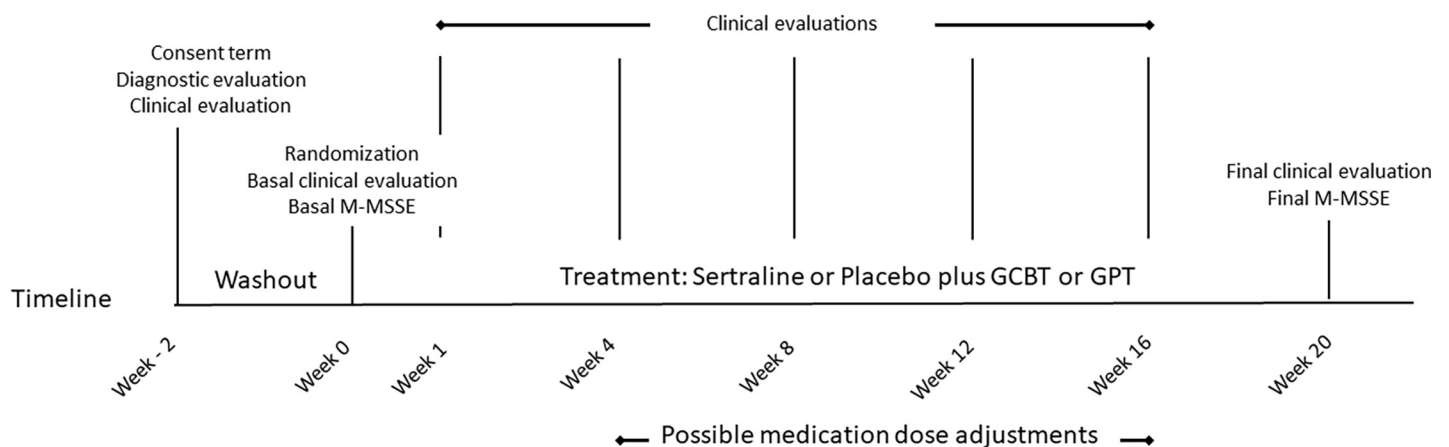 Clinical evaluations
Consent term
Diagnostic evaluation
Clinical evaluation
Randomization
Basal clinical evaluation
Basal M-MSSE
Final clinical evaluation
Final M-MSSE
Washout
Treatment: Sertraline or Placebo plus GCBT or GPT
Timeline
Week - 2
Week 0
Week 1
Week 4
Week 8
Week 12
Week 16
Week 20
Possible medication dose adjustments